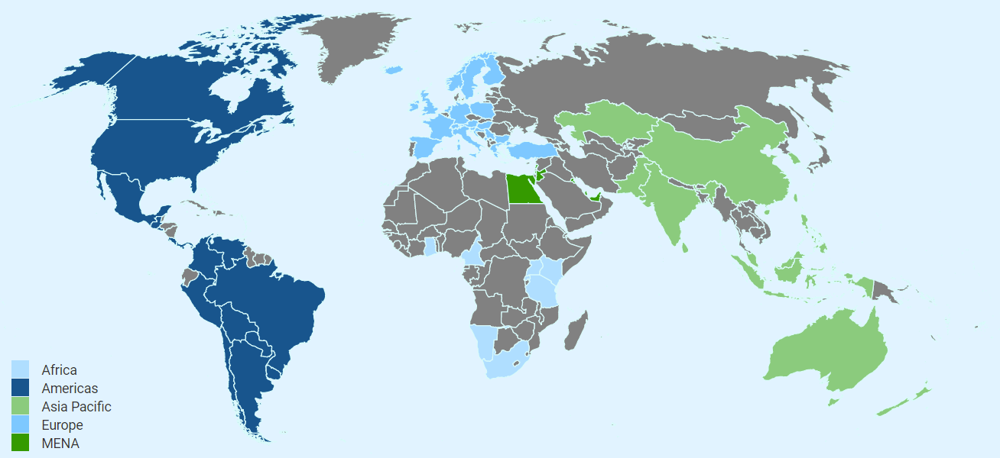 Africa
Americas
Asia Pacific
Europe
MENA